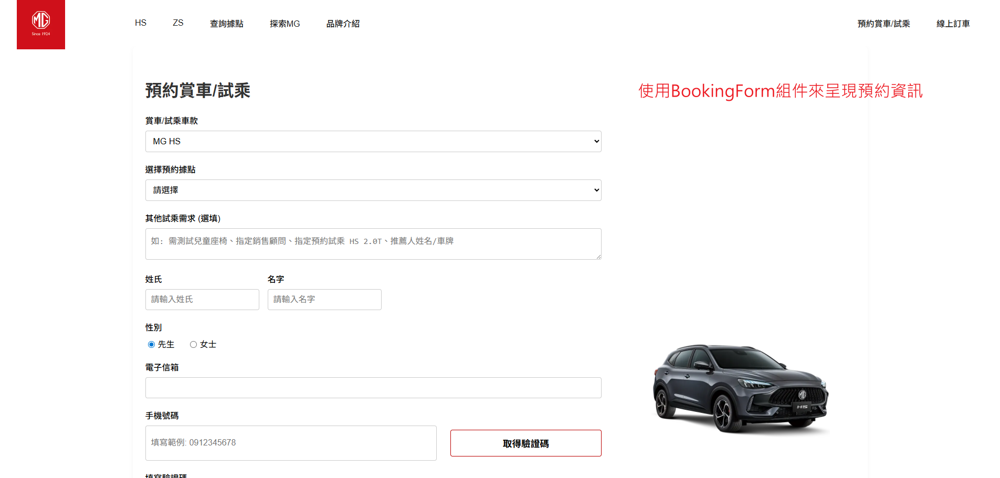 MG
Since 1924
HS
ZS
查詢據點
探索MG
品牌介紹
預約賞車/試乘
線上訂車
預約賞車/試乘
使用BookingForm組件來呈現預約資訊
賞車/試乘車款
MG HS
選擇預約據點
請選擇
其他試乘需求 (選填)
如: 需測試兒童座椅、指定銷售顧問、指定預約試乘 HS 2.0T、推薦人姓名/車牌
姓氏
名字
請輸入姓氏
請輸入名字
性別
先生
女士
電子信箱
MG
HS
手機號碼
填寫範例: 0912345678
取得驗證碼
填寫驗證碼